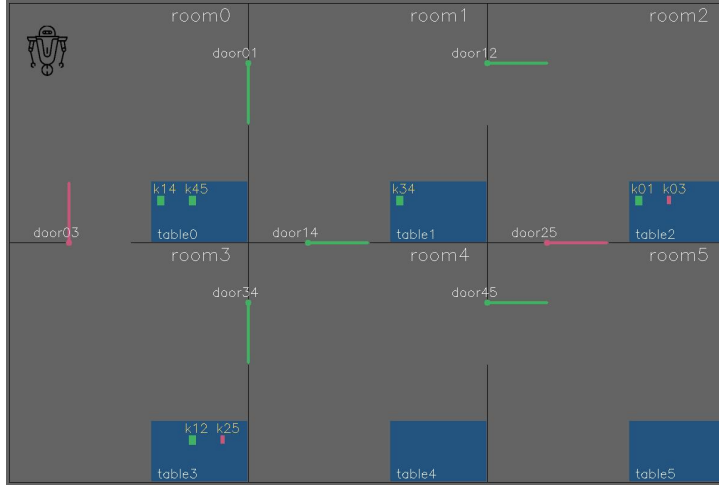 room0 room1 room2
door01 door12
k14 k45 k34 k01 k03
table0 table1 table2
door03 door14 door25
room3 room4 room5
door34 door45
k12 k25
table3 table4 table5